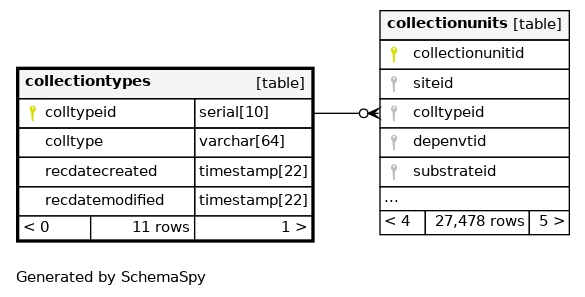 collectiontypes [table]
colltypeid serial[10]
colltype varchar[64]
recdatecreated timestamp[22]
recdatemodified timestamp[22]
< 0 11 rows 1 >
collectionunits [table]
collectionunitid
siteid
colltypeid
depenvtid
substrateid
...
< 4 27,478 rows 5 >
Generated by SchemaSpy